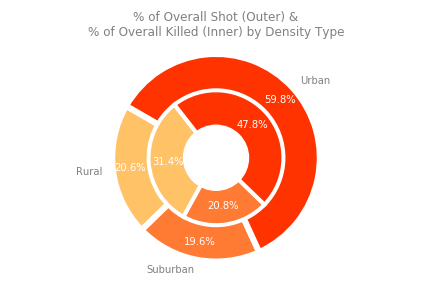 % of Overall Shot (Outer) &
% of Overall Killed (Inner) by Density Type
Urban
59.8%
47.8%
Rural
20.6%
31.4%
20.8%
19.6%
Suburban